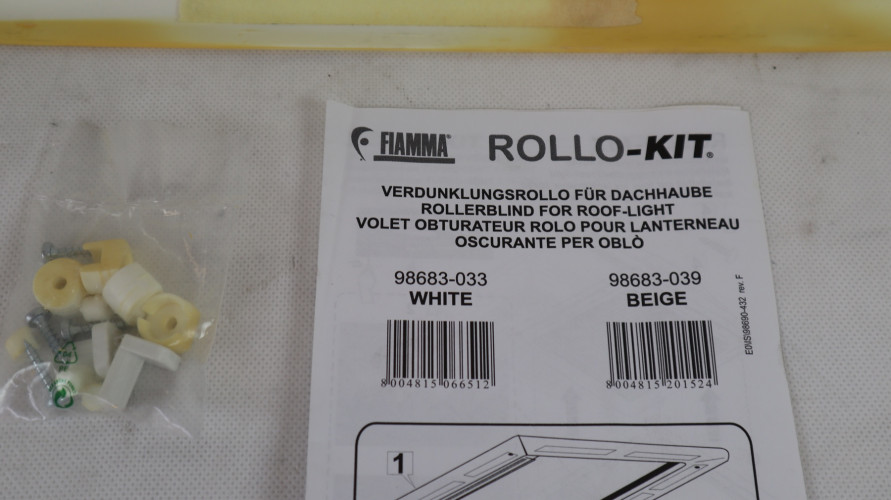 FIAMMA® ROLLO-KIT®
VERDUNKLUNGSROLLO FÜR DACHHAUBE
ROLLERBLIND FOR ROOF-LIGHT
VOLET OBTURATEUR ROLO POUR LANTERNEAU
OSCURANTE PER OBLÒ
98683-033
WHITE
8 004815 066512
98683-039
BEIGE
8 004815 201524
98690-432 rev. F
1